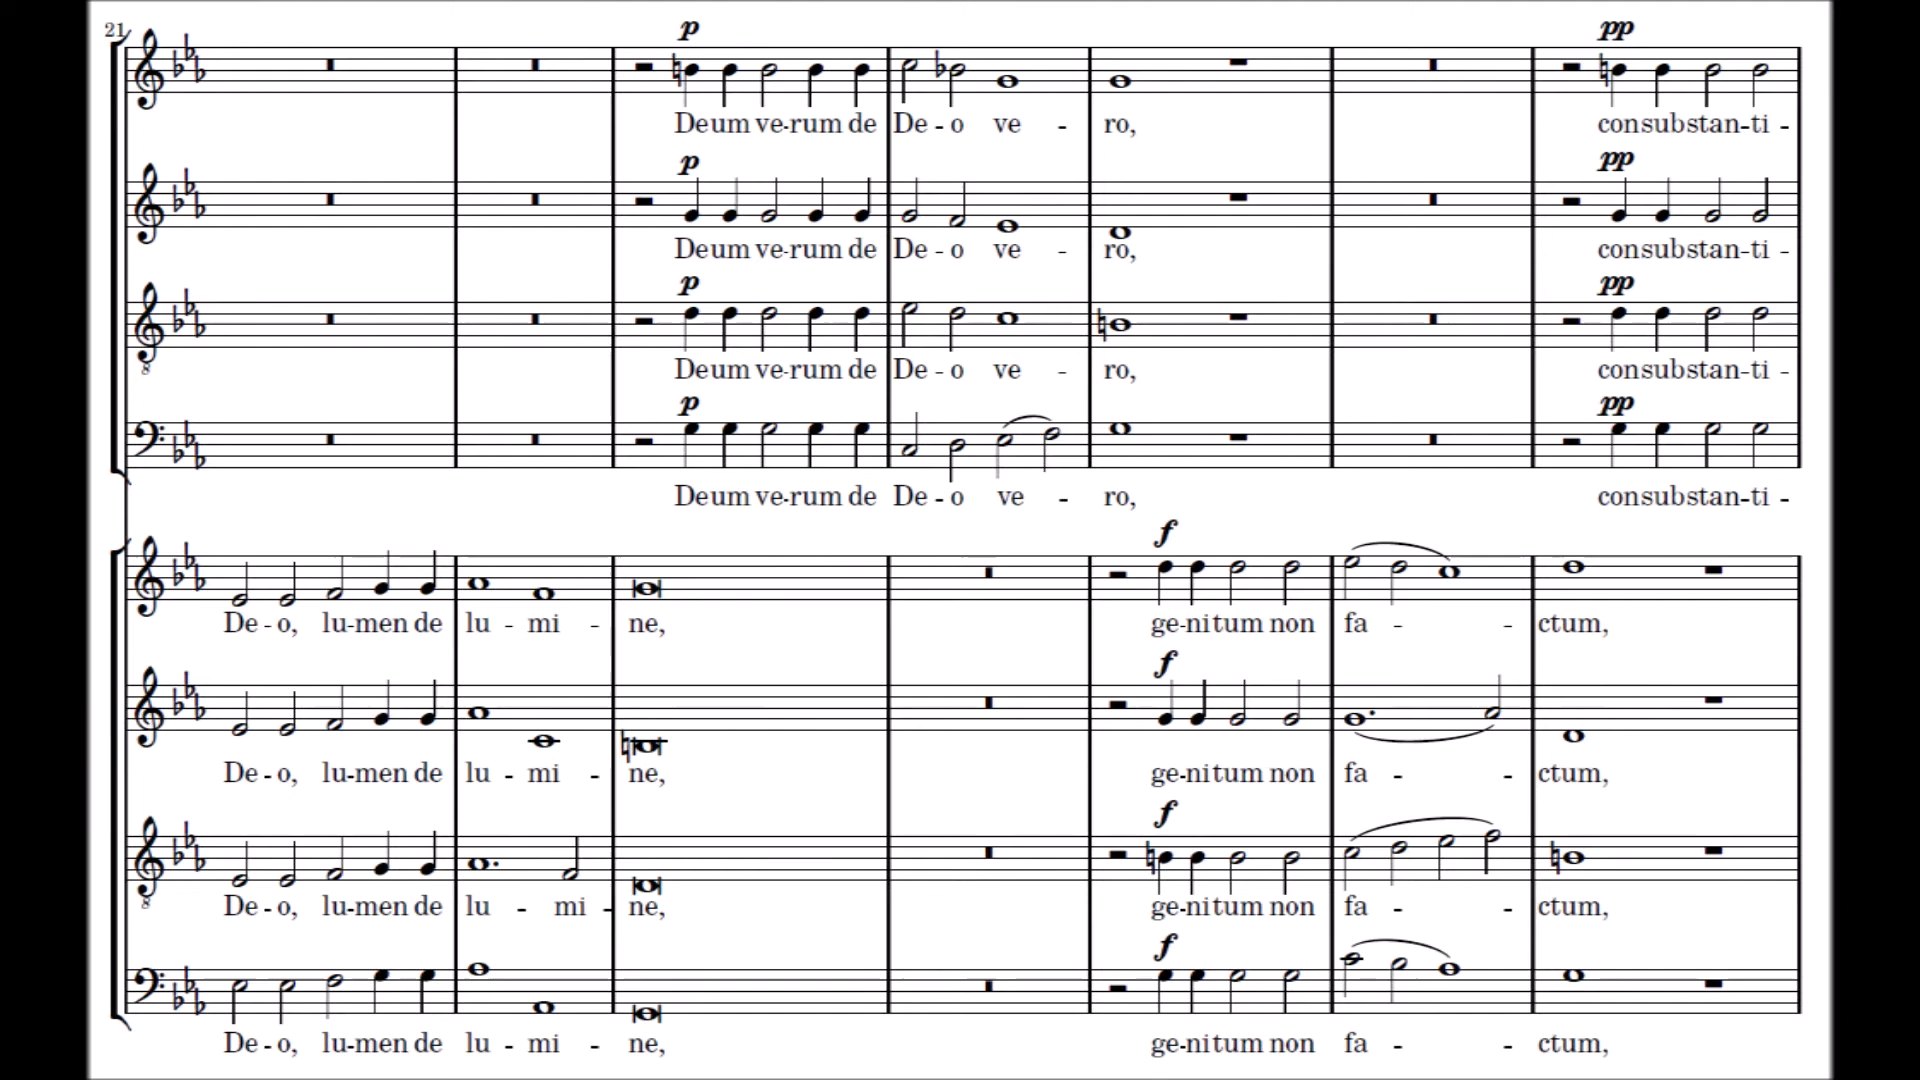 21
p pp
Deum ve-rum de De - o ve - ro, consubstan-ti -
p pp
Deum ve-rum de De - o ve - ro, consubstan-ti -
p pp
8
Deum ve-rum de De - o ve - ro, consubstan-ti -
p pp
Deum ve-rum de De - o ve - ro, consubstan-ti -
f
De - o, lu-men de lu - mi - ne, ge-nitum non fa - - ctum,
f
De - o, lu-men de lu - mi - ne, ge-nitum non fa - - ctum,
f
8
De - o, lu-men de lu - mi - ne, ge-nitum non fa - - ctum,
f
De - o, lu-men de lu - mi - ne, ge-nitum non fa - - ctum,